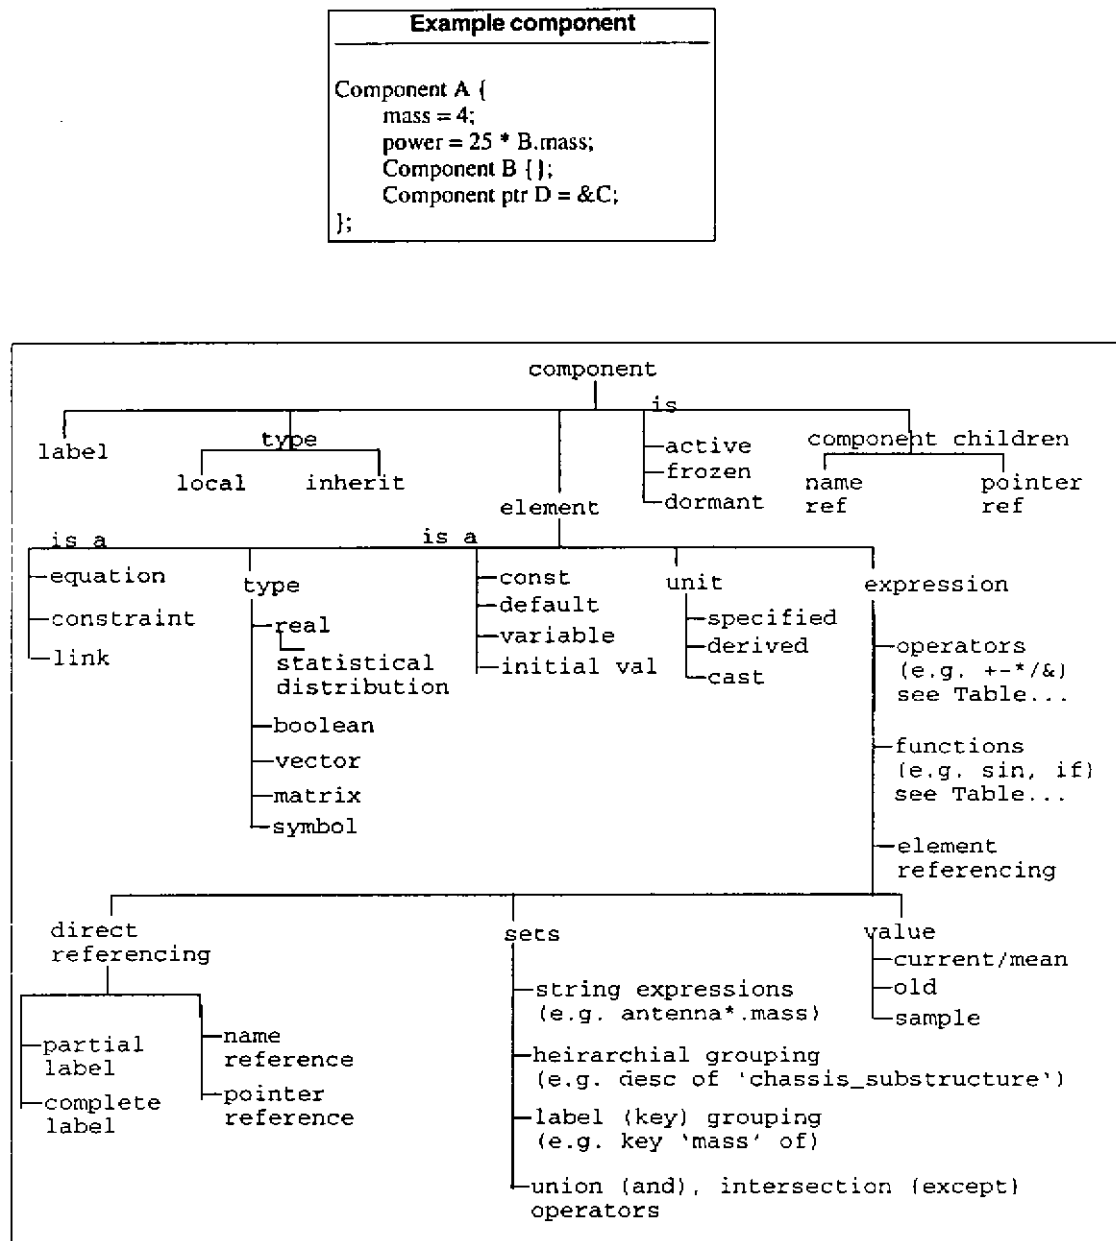 Example component
Component A {
mass = 4;
power = 25 * B.mass;
Component B {};
Component ptr D = &C;
};
component
is
label
type
active
component children
frozen
local
inherit
name
ref
pointer
ref
dormant
element
is a
is a
equation
type
const
unit
expression
constraint
real
default
specified
link
statistical
distribution
variable
derived
initial val
cast
operators
(e.g. +-*/&)
see Table...
boolean
vector
functions
(e.g. sin, if)
see Table...
matrix
symbol
element
referencing
direct
referencing
sets
value
current/mean
string expressions
(e.g. antenna*.mass)
old
sample
partial
label
name
reference
heirarchial grouping
(e.g. desc of 'chassis_substructure')
complete
label
pointer
reference
label (key) grouping
(e.g. key 'mass' of)
union (and), intersection (except)
operators